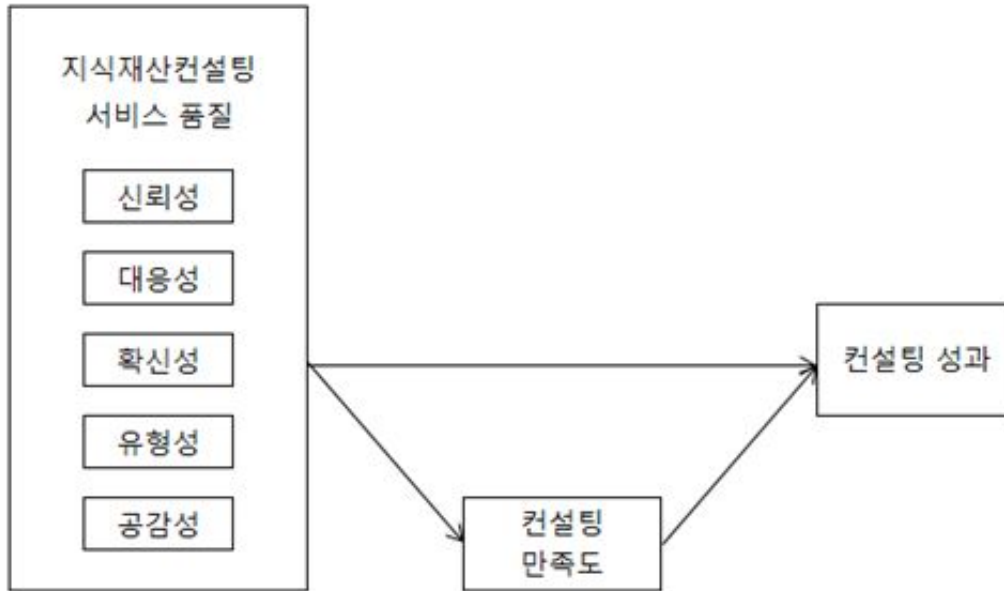 지식재산컨설팅
서비스 품질
신뢰성
대응성
확신성
유형성
공감성
컨설팅 성과
컨설팅
만족도